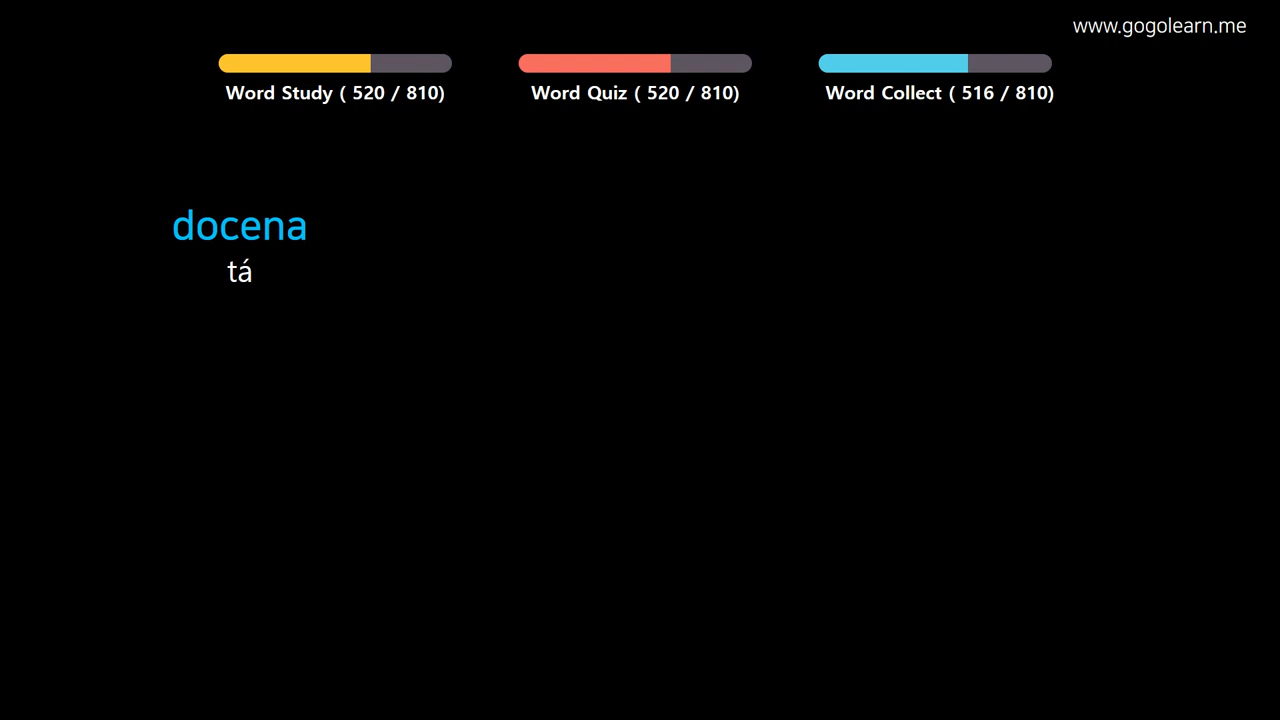 www.gogolearn.me
Word Study ( 520 / 810)
Word Quiz ( 520 / 810)
Word Collect ( 516 / 810)
docena
tá